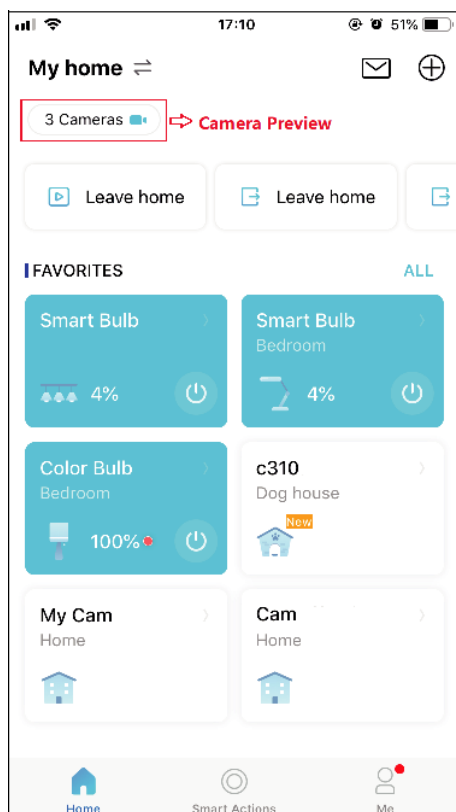 17:10
51%
My home
3 Cameras
Camera Preview
Leave home
Leave home
FAVORITES
ALL
Smart Bulb
4%
Smart Bulb
Bedroom
4%
Color Bulb
Bedroom
100%
c310
Dog house
New
My Cam
Home
Cam
Home
Home
Smart Actions
Me